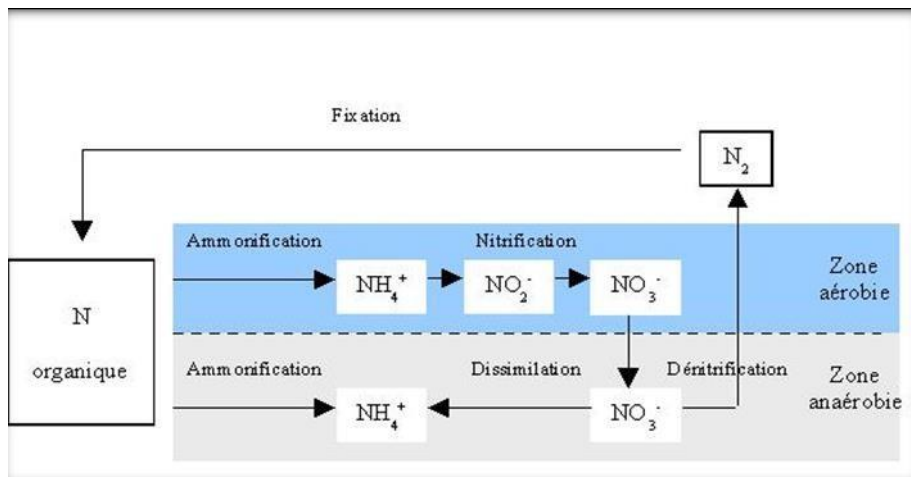 Fixation
N₂
Ammonification
Nitrification
NH₄⁺
NO₂⁻
NO₃⁻
Zone
aérobie
N
organique
Ammonification
Dissimilation
Dénitrification
Zone
anaérobie
NH₄⁺
NO₃⁻